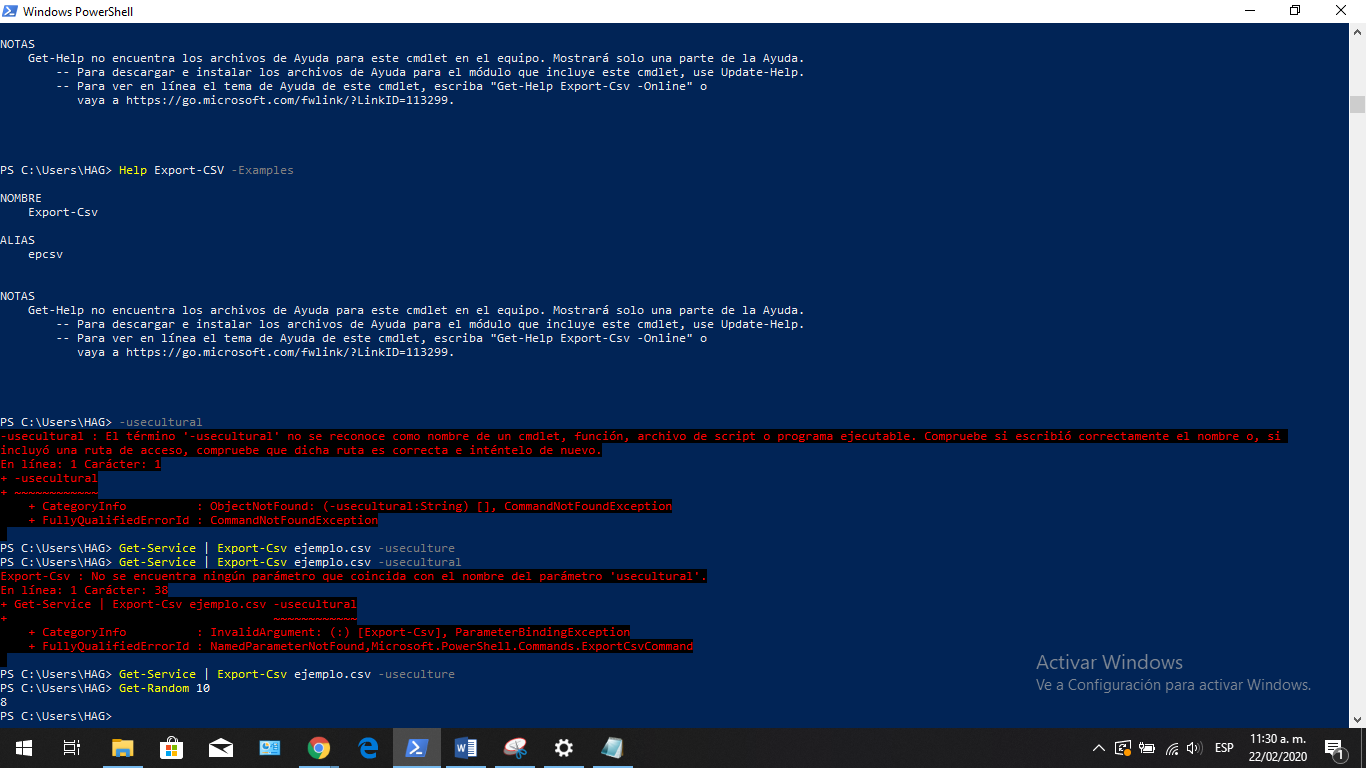 Windows PowerShell
NOTAS
Get-Help no encuentra los archivos de Ayuda para este cmdlet en el equipo. Mostrará solo una parte de la Ayuda.
-- Para descargar e instalar los archivos de Ayuda para el módulo que incluye este cmdlet, use Update-Help.
-- Para ver en línea el tema de Ayuda de este cmdlet, escriba "Get-Help Export-Csv -Online" o
vaya a https://go.microsoft.com/fwlink/?LinkID=113299.
PS C:\Users\HAG> Help Export-CSV -Examples
NOMBRE
Export-Csv
ALIAS
epcsv
NOTAS
Get-Help no encuentra los archivos de Ayuda para este cmdlet en el equipo. Mostrará solo una parte de la Ayuda.
-- Para descargar e instalar los archivos de Ayuda para el módulo que incluye este cmdlet, use Update-Help.
-- Para ver en línea el tema de Ayuda de este cmdlet, escriba "Get-Help Export-Csv -Online" o
vaya a https://go.microsoft.com/fwlink/?LinkID=113299.
PS C:\Users\HAG> -usecultural
-usecultural : El término '-usecultural' no se reconoce como nombre de un cmdlet, función, archivo de script o programa ejecutable. Compruebe si escribió correctamente el nombre o, si
incluyó una ruta de acceso, compruebe que dicha ruta es correcta e inténtelo de nuevo.
En línea: 1 Carácter: 1
+ -usecultural
+ ~~~~~~~~~~~~
+ CategoryInfo          : ObjectNotFound: (-usecultural:String) [], CommandNotFoundException
+ FullyQualifiedErrorId : CommandNotFoundException
PS C:\Users\HAG> Get-Service | Export-Csv ejemplo.csv -useculture
PS C:\Users\HAG> Get-Service | Export-Csv ejemplo.csv -usecultural
Export-Csv : No se encuentra ningún parámetro que coincida con el nombre del parámetro 'usecultural'.
En línea: 1 Carácter: 38
+ Get-Service | Export-Csv ejemplo.csv -usecultural
+                                      ~~~~~~~~~~~~
+ CategoryInfo          : InvalidArgument: (:) [Export-Csv], ParameterBindingException
+ FullyQualifiedErrorId : NamedParameterNotFound,Microsoft.PowerShell.Commands.ExportCsvCommand
PS C:\Users\HAG> Get-Service | Export-Csv ejemplo.csv -useculture
PS C:\Users\HAG> Get-Random 10
8
PS C:\Users\HAG>
Activar Windows
Ve a Configuración para activar Windows.
ESP
11:30 a. m.
22/02/2020
1